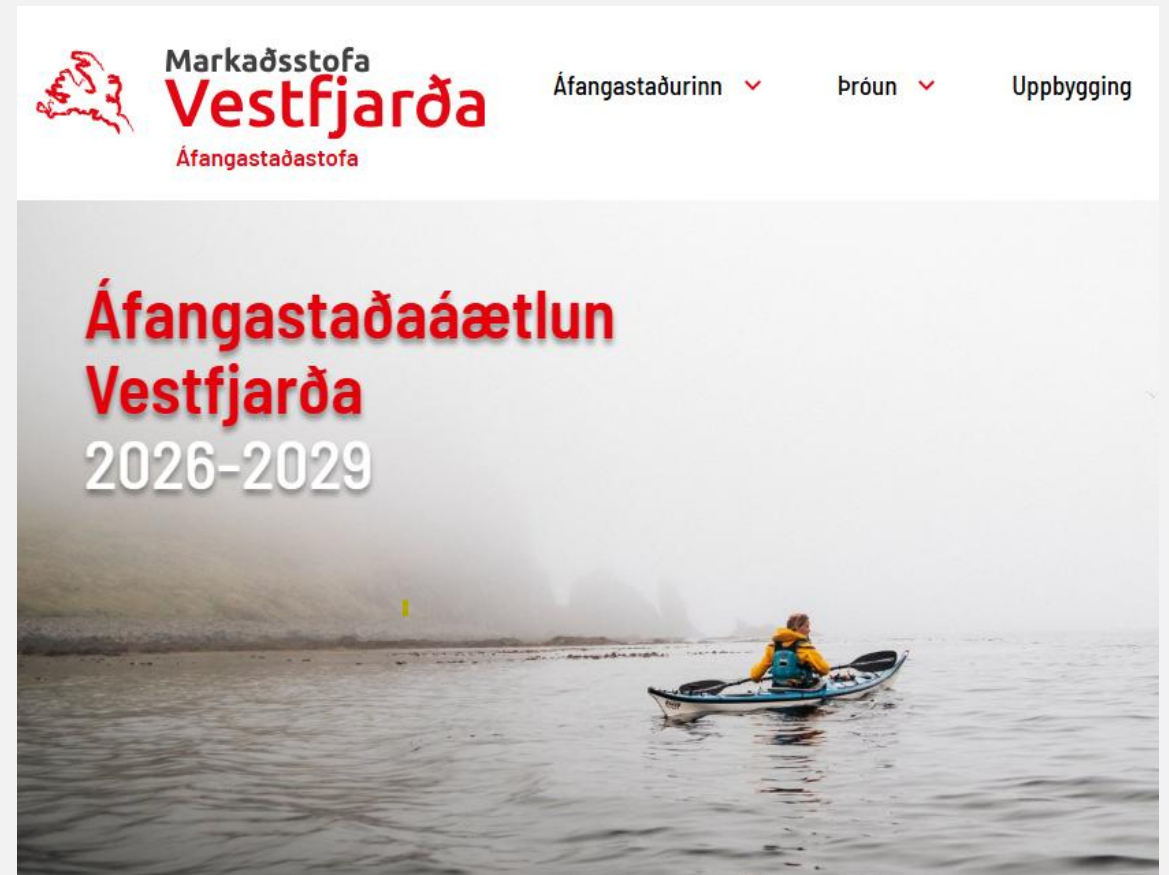 Markaðsstofa
Vestfjarða
Áfangastaðastofa
Áfangastaðurinn
Þróun
Uppbygging
Áfangastaðaáætlun
Vestfjarða
2026-2029